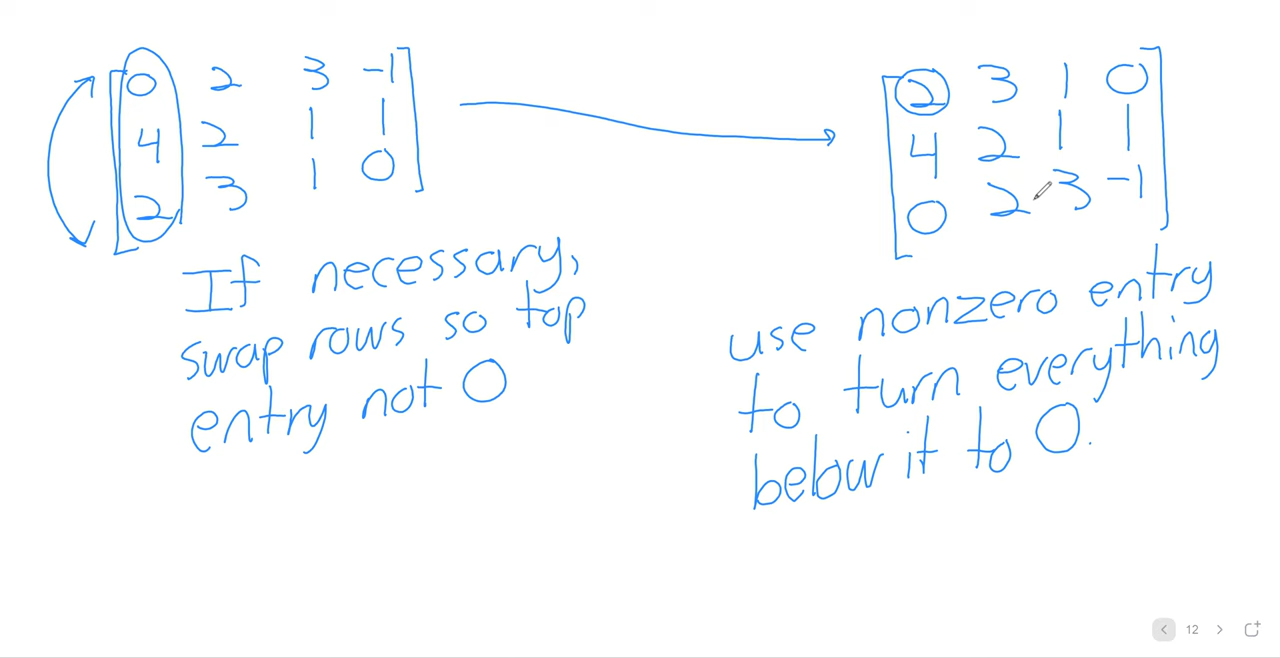 0 2 3 -1
4 2 1 1
2 3 1 0
If necessary,
swap rows so top
entry not 0
2 3 1 0
4 2 1 1
0 2 3 -1
use nonzero entry
to turn everything
below it to 0.
12